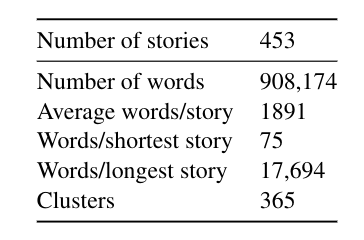 Number of stories 453
Number of words 908,174
Average words/story 1891
Words/shortest story 75
Words/longest story 17,694
Clusters 365